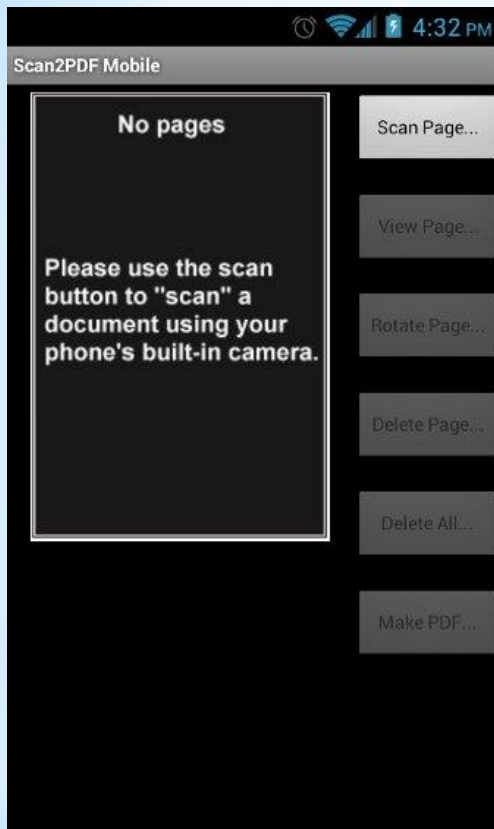 4:32 PM
Scan2PDF Mobile
No pages
Please use the scan
button to "scan" a
document using your
phone's built-in camera.
Scan Page...
View Page...
Rotate Page...
Delete Page...
Delete All...
Make PDF...